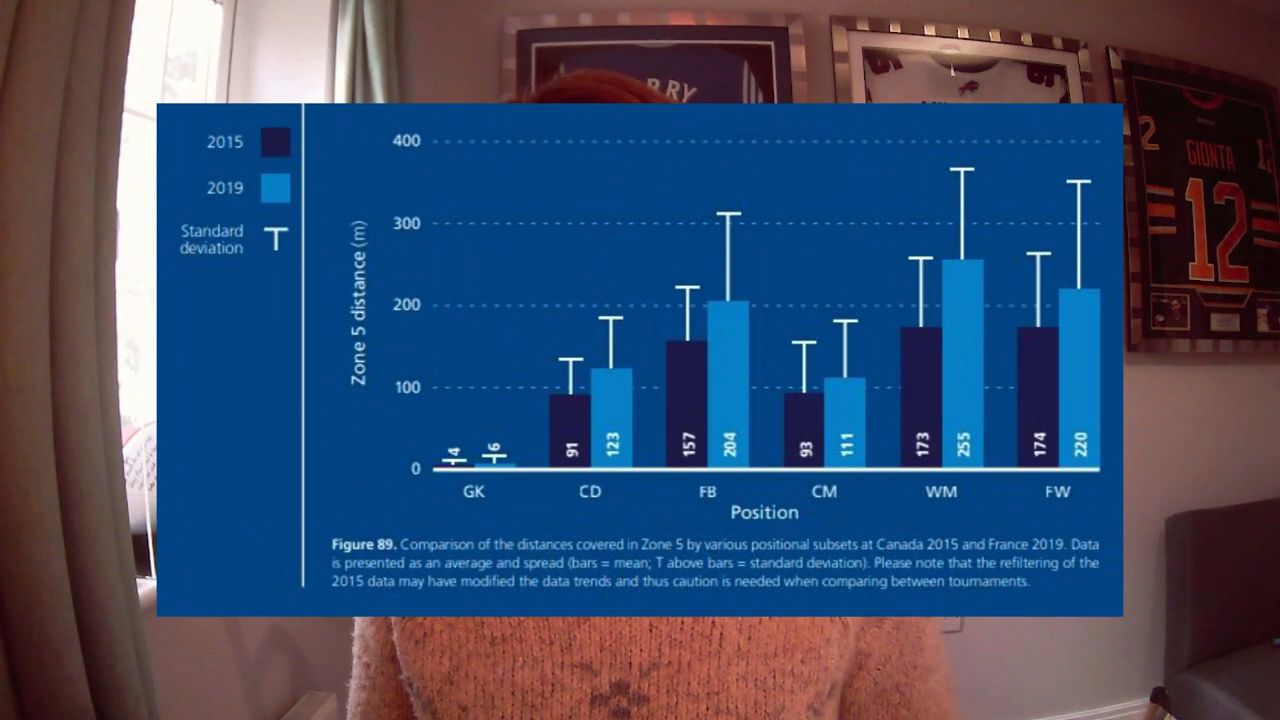 RRY
2015
2019
Standard
deviation
400
300
200
100
0
Zone 5 distance (m)
4
6
91
123
157
204
93
111
173
255
174
220
GK
CD
FB
CM
WM
FW
Position
Figure 89. Comparison of the distances covered in Zone 5 by various positional subsets at Canada 2015 and France 2019. Data
is presented as an average and spread (bars = mean; T above bars = standard deviation). Please note that the refiltering of the
2015 data may have modified the data trends and thus caution is needed when comparing between tournaments.
2
GIONTA
12
1